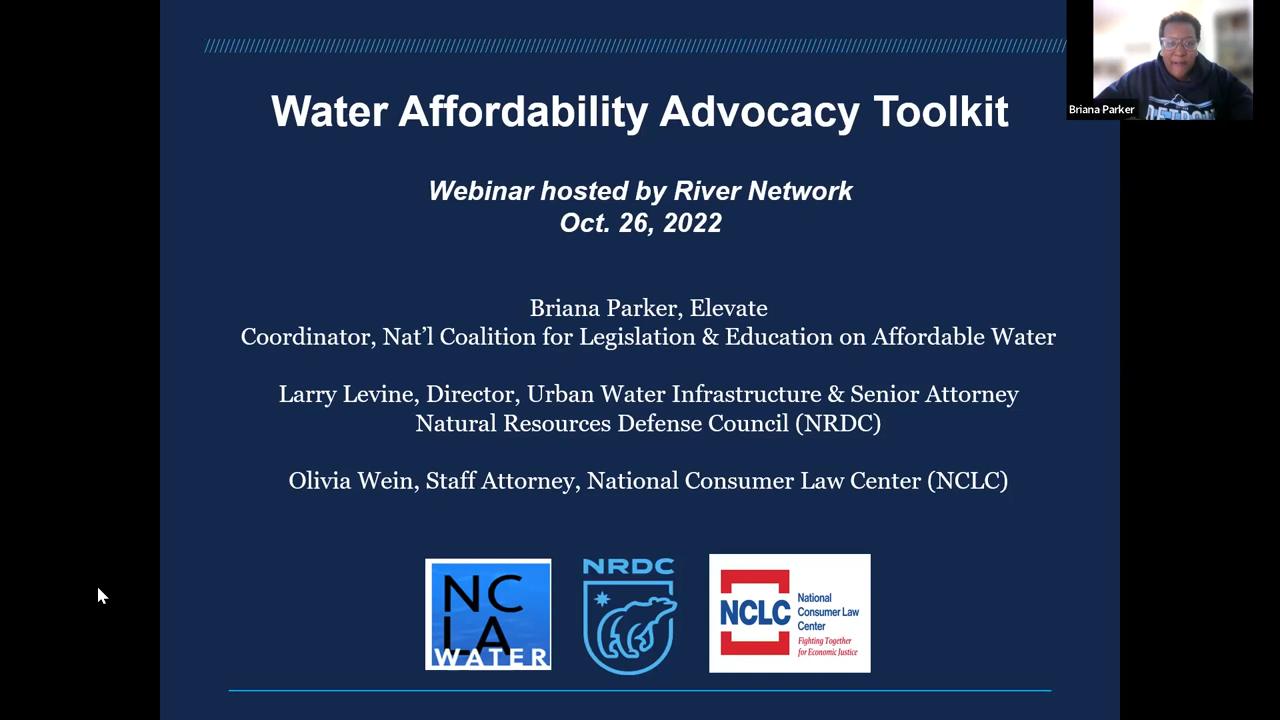 Water Affordability Advocacy Toolkit
Briana Parker
Webinar hosted by River Network
Oct. 26, 2022
Briana Parker, Elevate
Coordinator, Nat’l Coalition for Legislation & Education on Affordable Water
Larry Levine, Director, Urban Water Infrastructure & Senior Attorney
Natural Resources Defense Council (NRDC)
Olivia Wein, Staff Attorney, National Consumer Law Center (NCLC)
NC
LA
WATER
NRDC
NCLC
National
Consumer Law
Center
Fighting Together
for Economic Justice